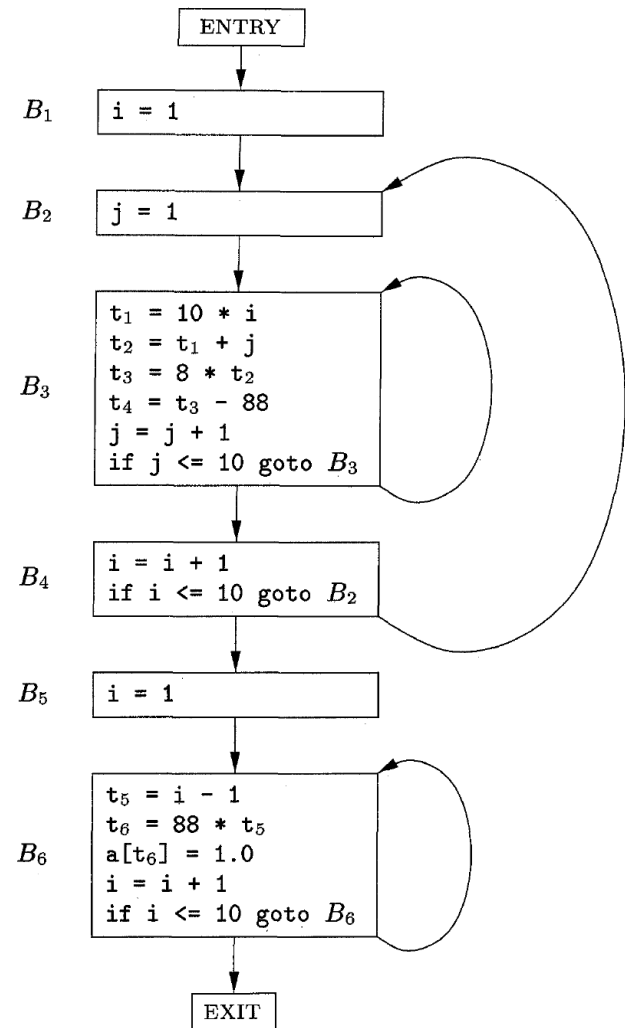 ENTRY
B₁
i = 1
B₂
j = 1
B₃
t₁ = 10 * i
t₂ = t₁ + j
t₃ = 8 * t₂
t₄ = t₃ - 88
j = j + 1
if j <= 10 goto B₃
B₄
i = i + 1
if i <= 10 goto B₂
B₅
i = 1
B₆
t₅ = i - 1
t₆ = 88 * t₅
a[t₆] = 1.0
i = i + 1
if i <= 10 goto B₆
EXIT